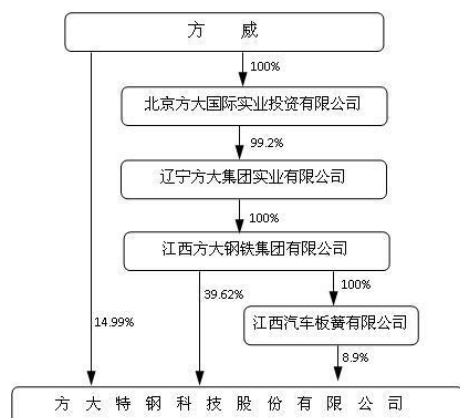 方 威
100%
北京方大国际实业投资有限公司
99.2%
辽宁方大集团实业有限公司
100%
江西方大钢铁集团有限公司
39.62%
100%
14.99%
江西汽车板簧有限公司
8.9%
方 大 特 钢 科 技 股 份 有 限 公 司